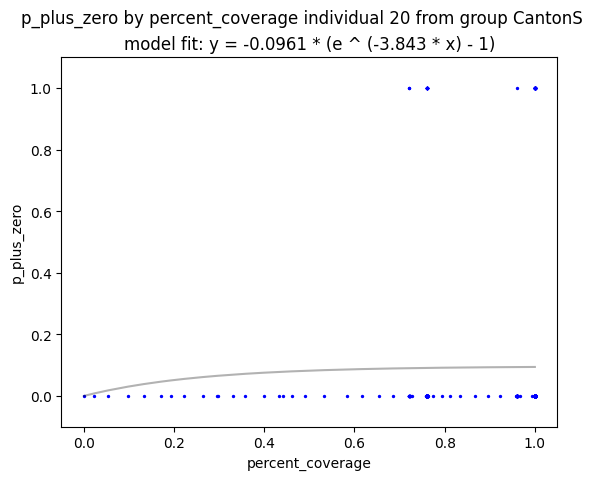 p_plus_zero by percent_coverage individual 20 from group CantonS
model fit: y = -0.0961 * (e ^ (-3.843 * x) - 1)
1.0
0.8
0.6
0.4
0.2
0.0
p_plus_zero
0.0 0.2 0.4 0.6 0.8 1.0
percent_coverage